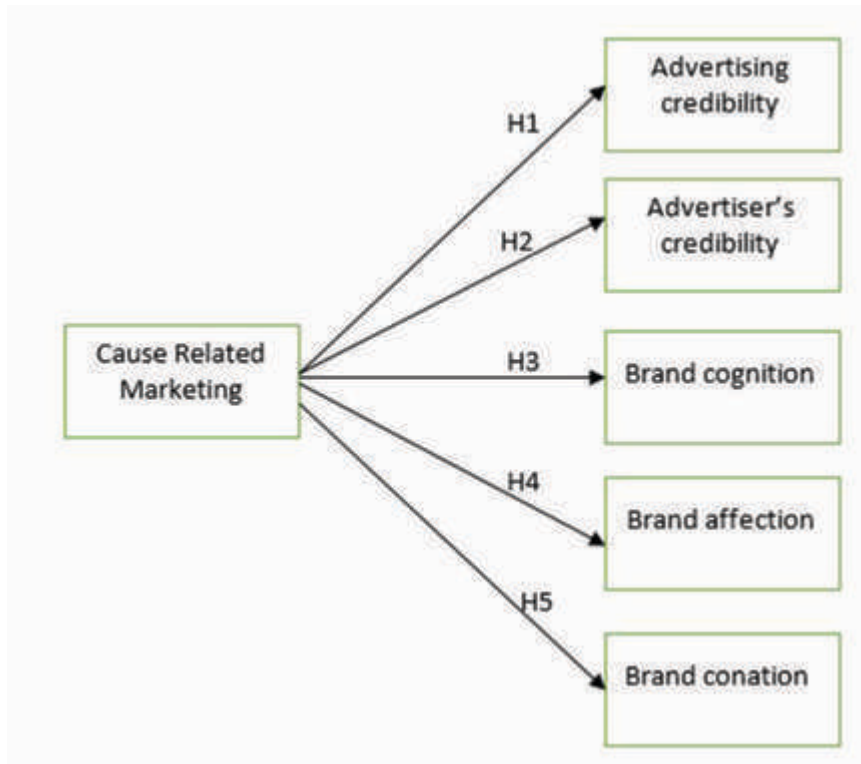 Advertising
credibility
H1
Advertiser's
credibility
H2
Cause Related
Marketing
H3
Brand cognition
H4
Brand affection
H5
Brand conation